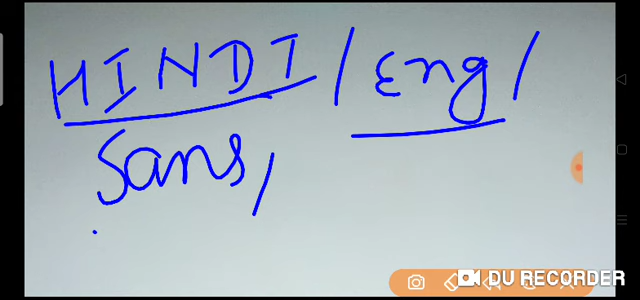 HINDI / Eng /
Sans,/
DU RECORDER